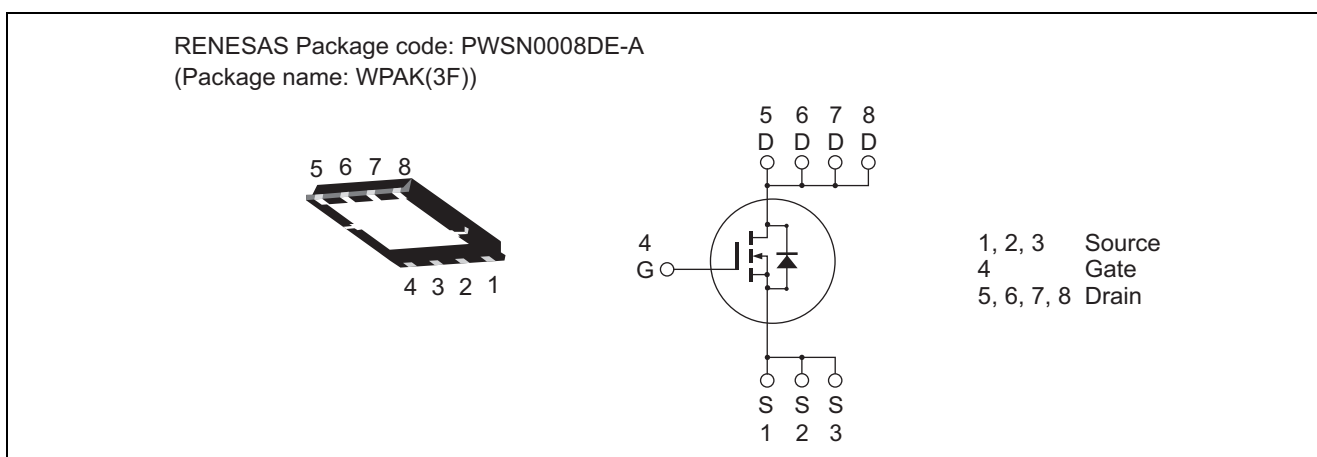 RENESAS Package code: PWSN0008DE-A
(Package name: WPAK(3F))
5 6 7 8
4 3 2 1
5 6 7 8
D D D D
4
G
S S S
1 2 3
1, 2, 3 Source
4 Gate
5, 6, 7, 8 Drain